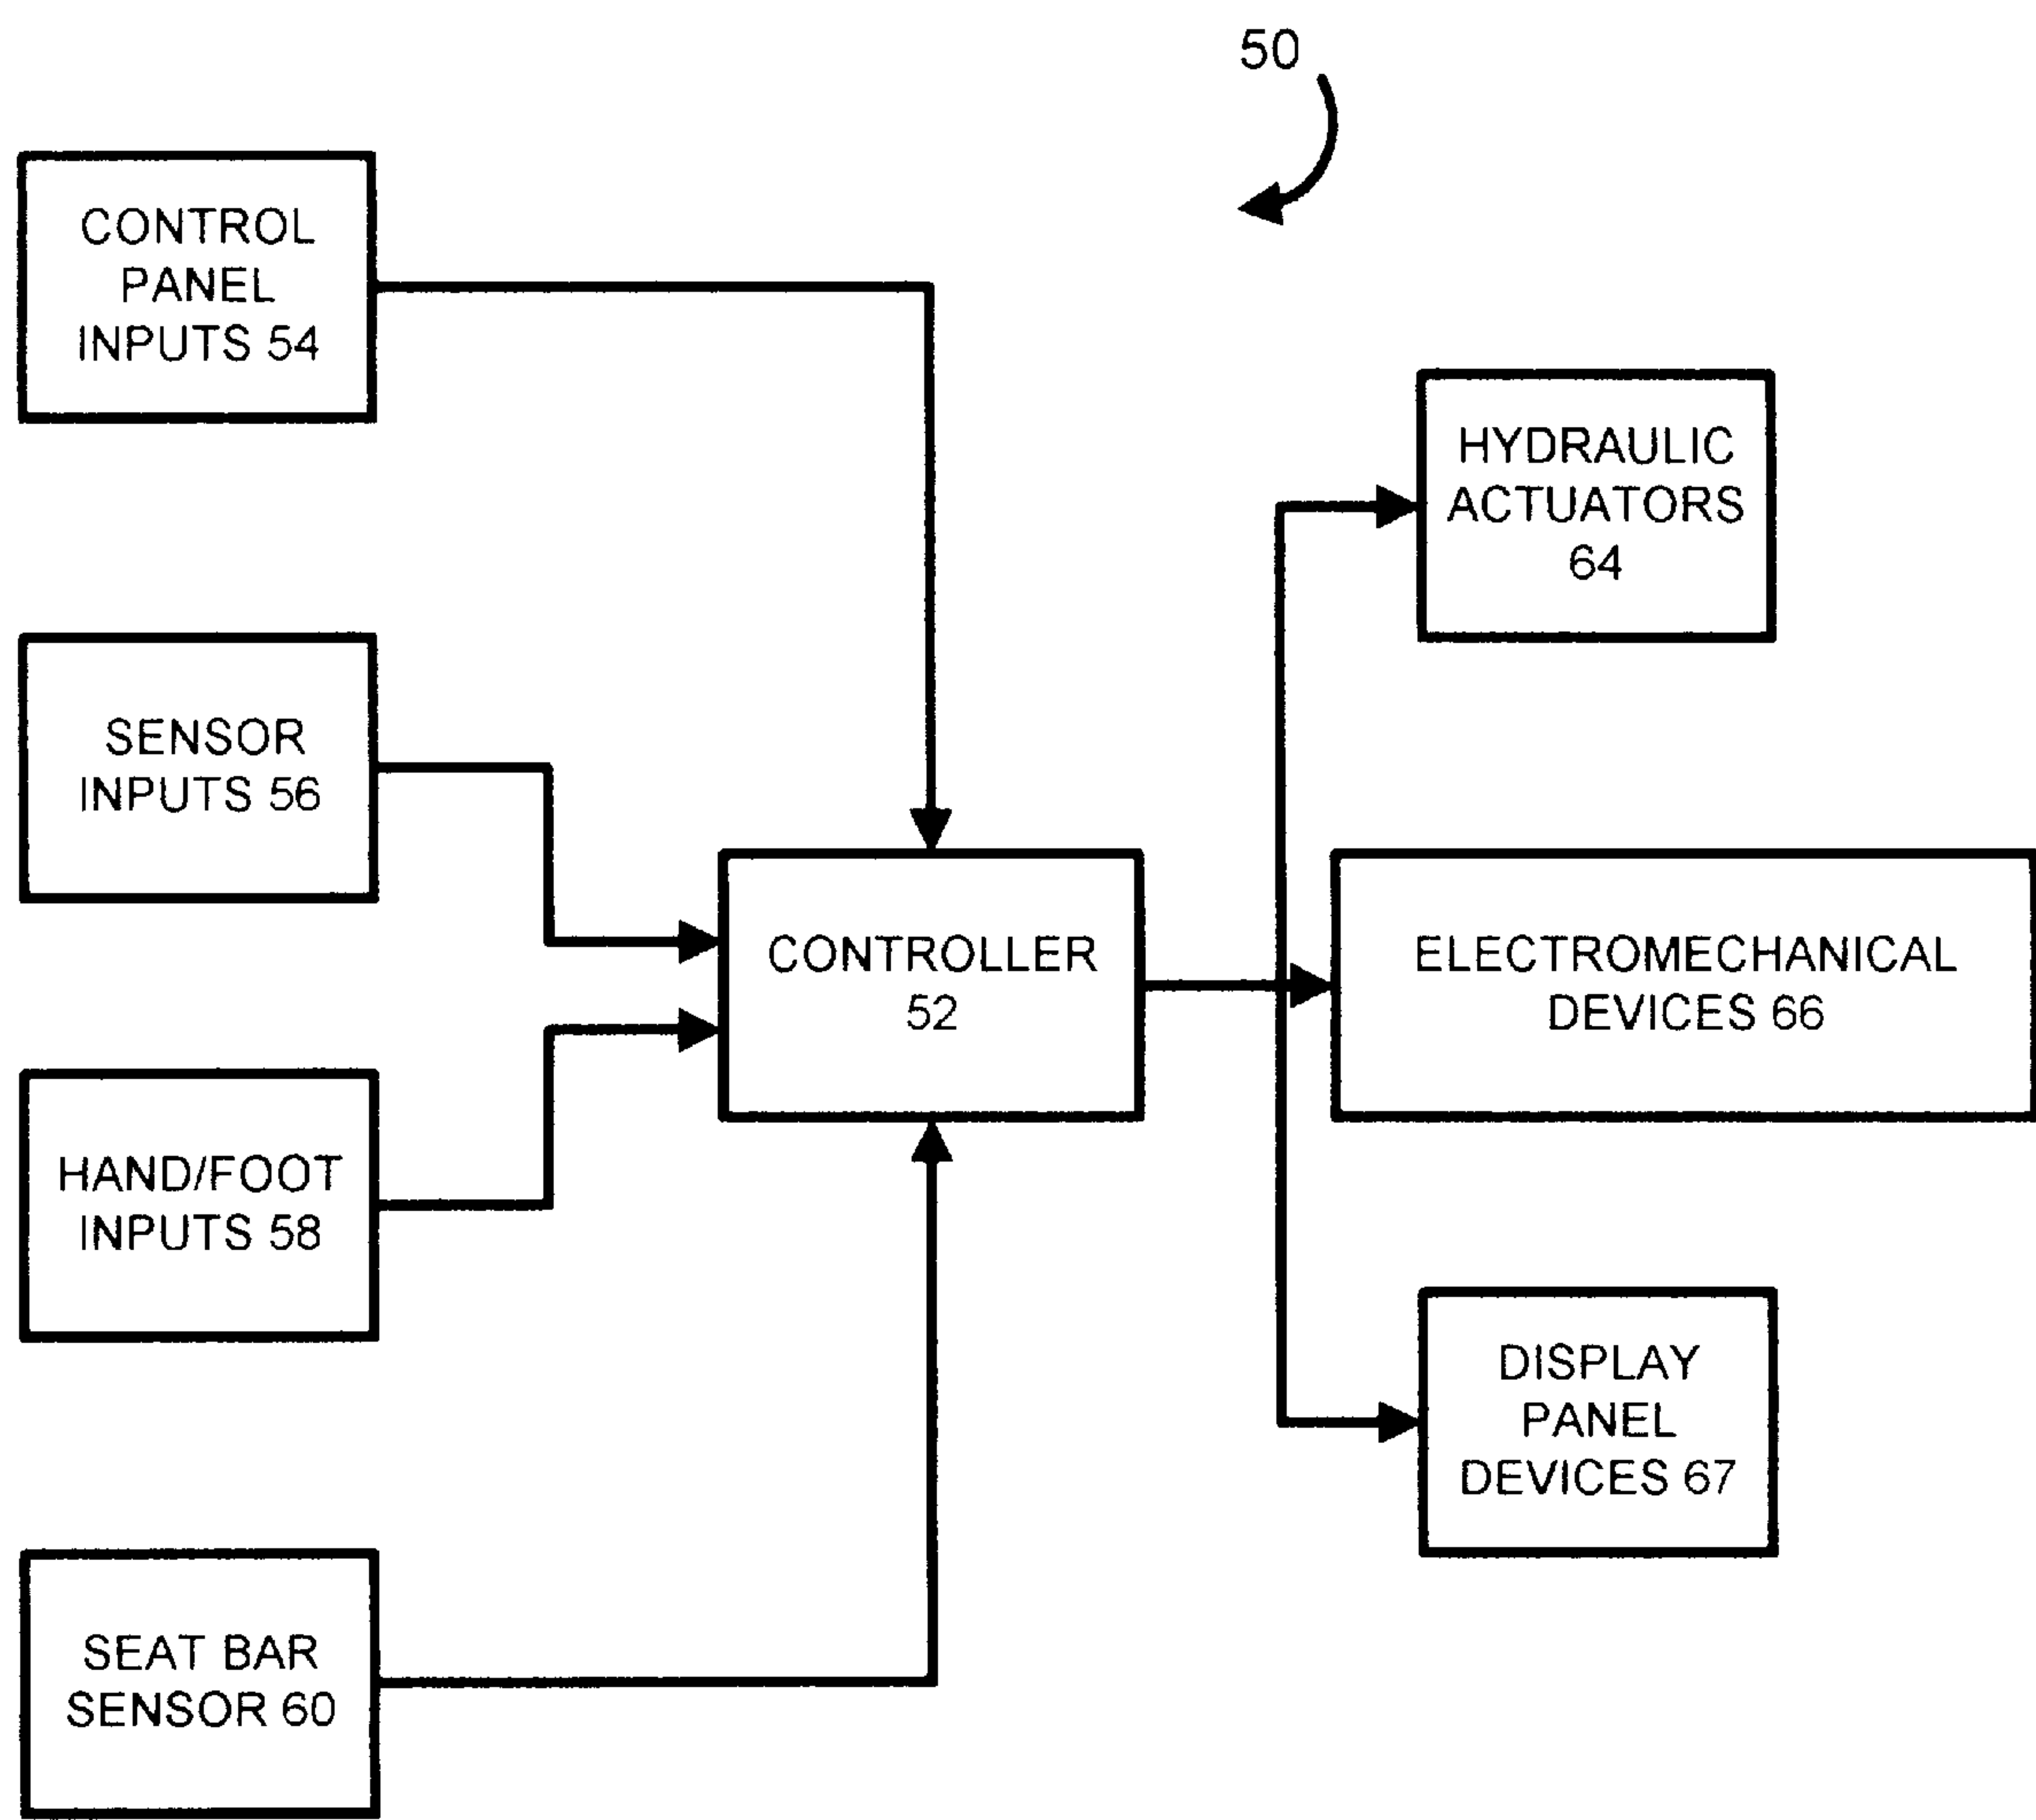 50
CONTROL
PANEL
INPUTS 54
HYDRAULIC
ACTUATORS
64
SENSOR
INPUTS 56
CONTROLLER
52
ELECTROMECHANICAL
DEVICES 66
HAND/FOOT
INPUTS 58
DISPLAY
PANEL
DEVICES 67
SEAT BAR
SENSOR 60